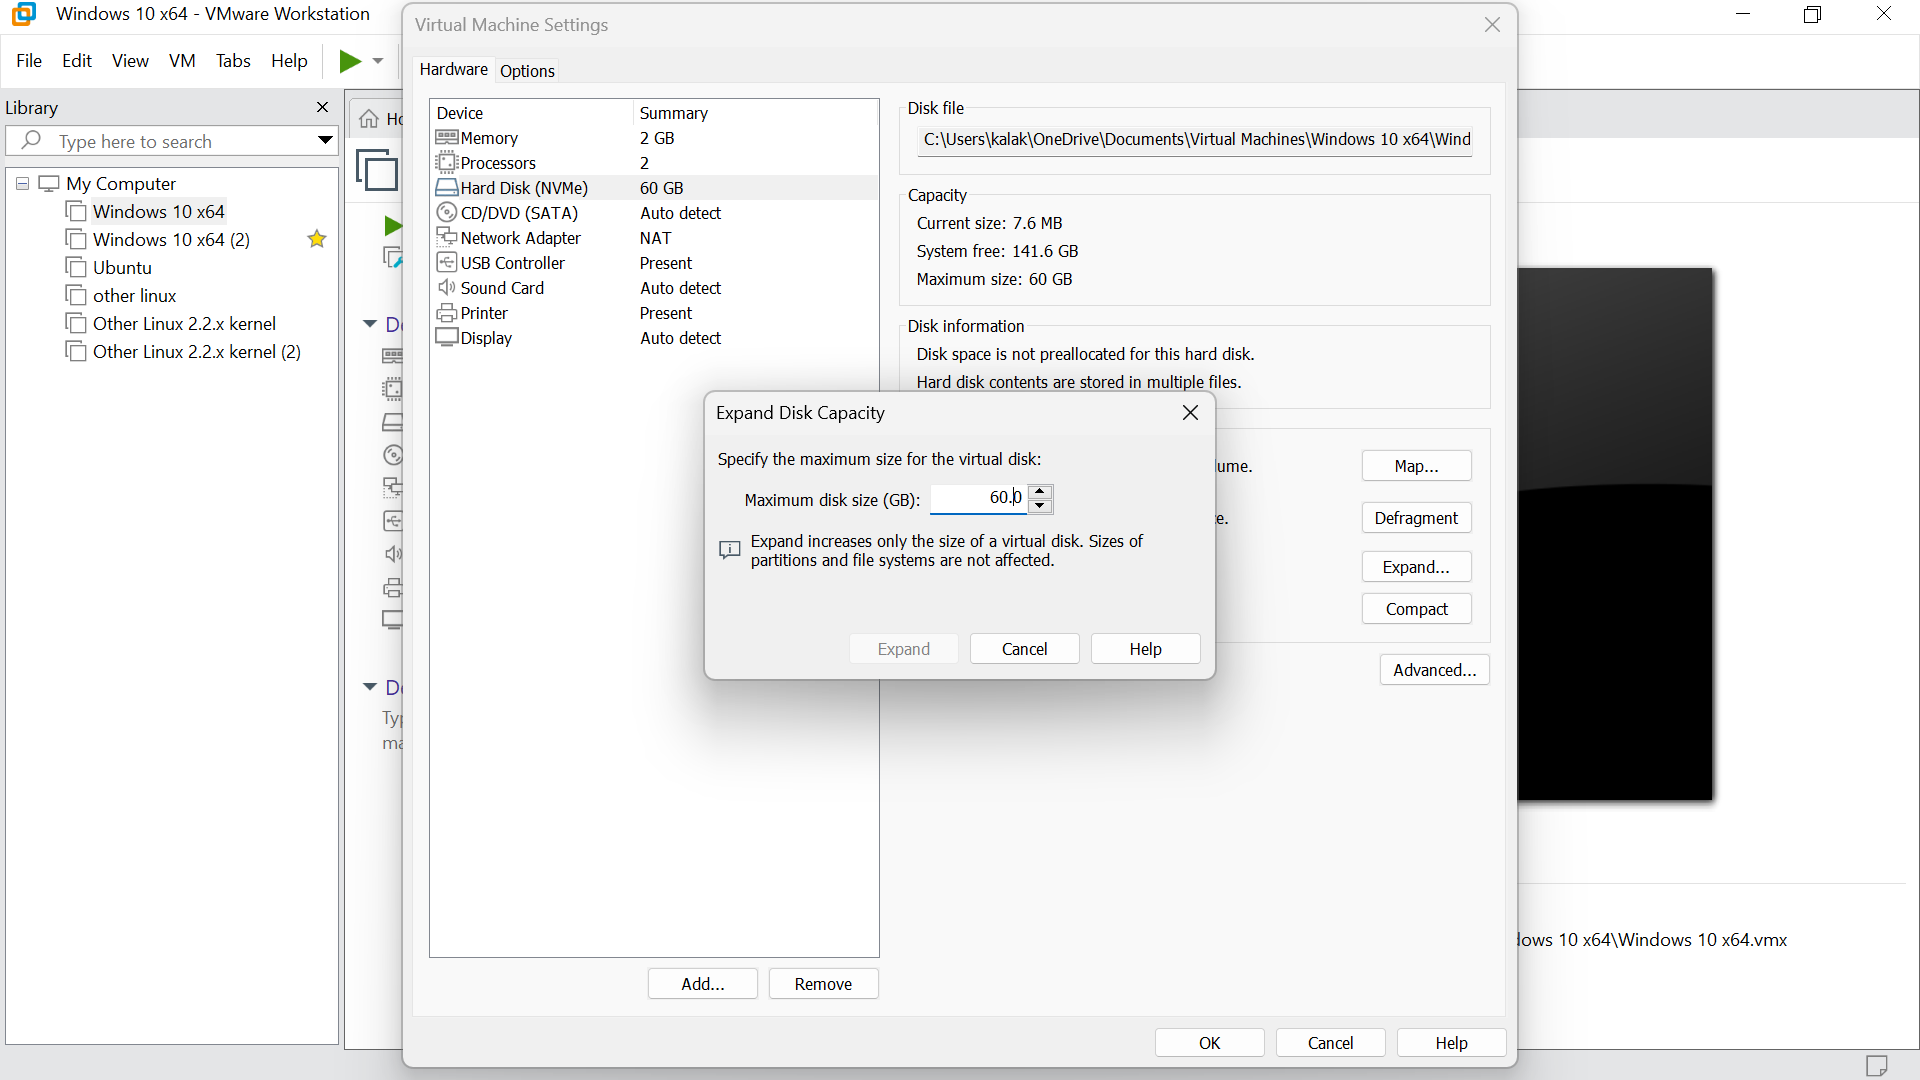 Windows 10 x64 - VMware Workstation
File Edit View VM Tabs Help
Library
Type here to search
My Computer
Windows 10 x64
Windows 10 x64 (2)
Ubuntu
other linux
Other Linux 2.2.x kernel
Other Linux 2.2.x kernel (2)
Virtual Machine Settings
Hardware Options
Device Summary
Memory 2 GB
Processors 2
Hard Disk (NVMe) 60 GB
CD/DVD (SATA) Auto detect
Network Adapter NAT
USB Controller Present
Sound Card Auto detect
Printer Present
Display Auto detect
Add... Remove
Disk file
C:\Users\kalak\OneDrive\Documents\Virtual Machines\Windows 10 x64\Wind
Capacity
Current size: 7.6 MB
System free: 141.6 GB
Maximum size: 60 GB
Disk information
Disk space is not preallocated for this hard disk.
Hard disk contents are stored in multiple files.
Map...
Defragment
Expand...
Compact
Advanced...
Expand Disk Capacity
Specify the maximum size for the virtual disk:
Maximum disk size (GB): 60.0
Expand increases only the size of a virtual disk. Sizes of
partitions and file systems are not affected.
Expand Cancel Help
10 x64\Windows 10 x64.vmx
OK Cancel Help